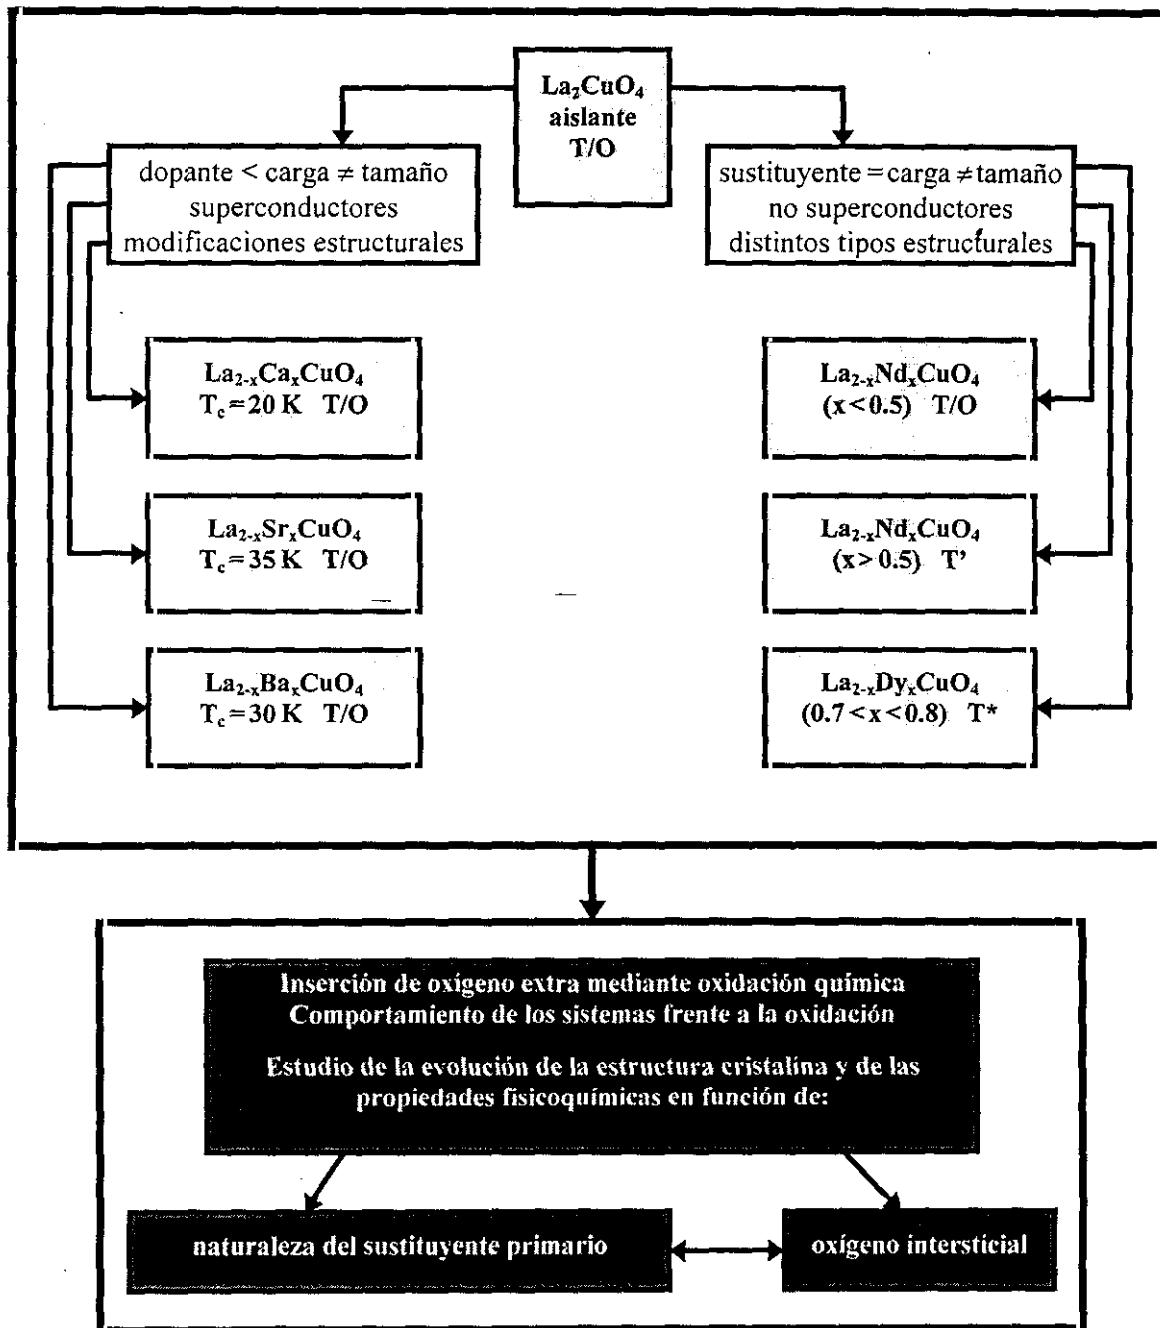 La₂CuO₄
aislante
T/O
dopante < carga ≠ tamaño
superconductores
modificaciones estructurales
sustituyente = carga ≠ tamaño
no superconductores
distintos tipos estructurales
La₂₋ₓCaₓCuO₄
T_c = 20 K T/O
La₂₋ₓSrₓCuO₄
T_c = 35 K T/O
La₂₋ₓBaₓCuO₄
T_c = 30 K T/O
La₂₋ₓNdₓCuO₄
(x < 0.5) T/O
La₂₋ₓNdₓCuO₄
(x > 0.5) T’
La₂₋ₓDyₓCuO₄
(0.7 < x < 0.8) T*
Inserción de oxígeno extra mediante oxidación química
Comportamiento de los sistemas frente a la oxidación
Estudio de la evolución de la estructura cristalina y de las
propiedades fisicoquímicas en función de:
naturaleza del sustituyente primario
oxígeno intersticial